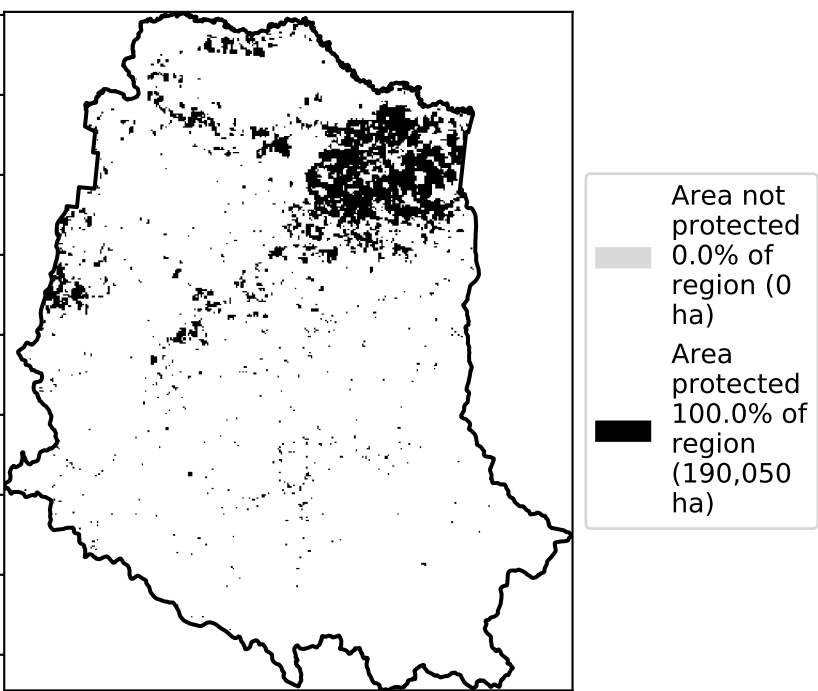 Area not
protected
0.0% of
region (0
ha)
Area
protected
100.0% of
region
(190,050
ha)